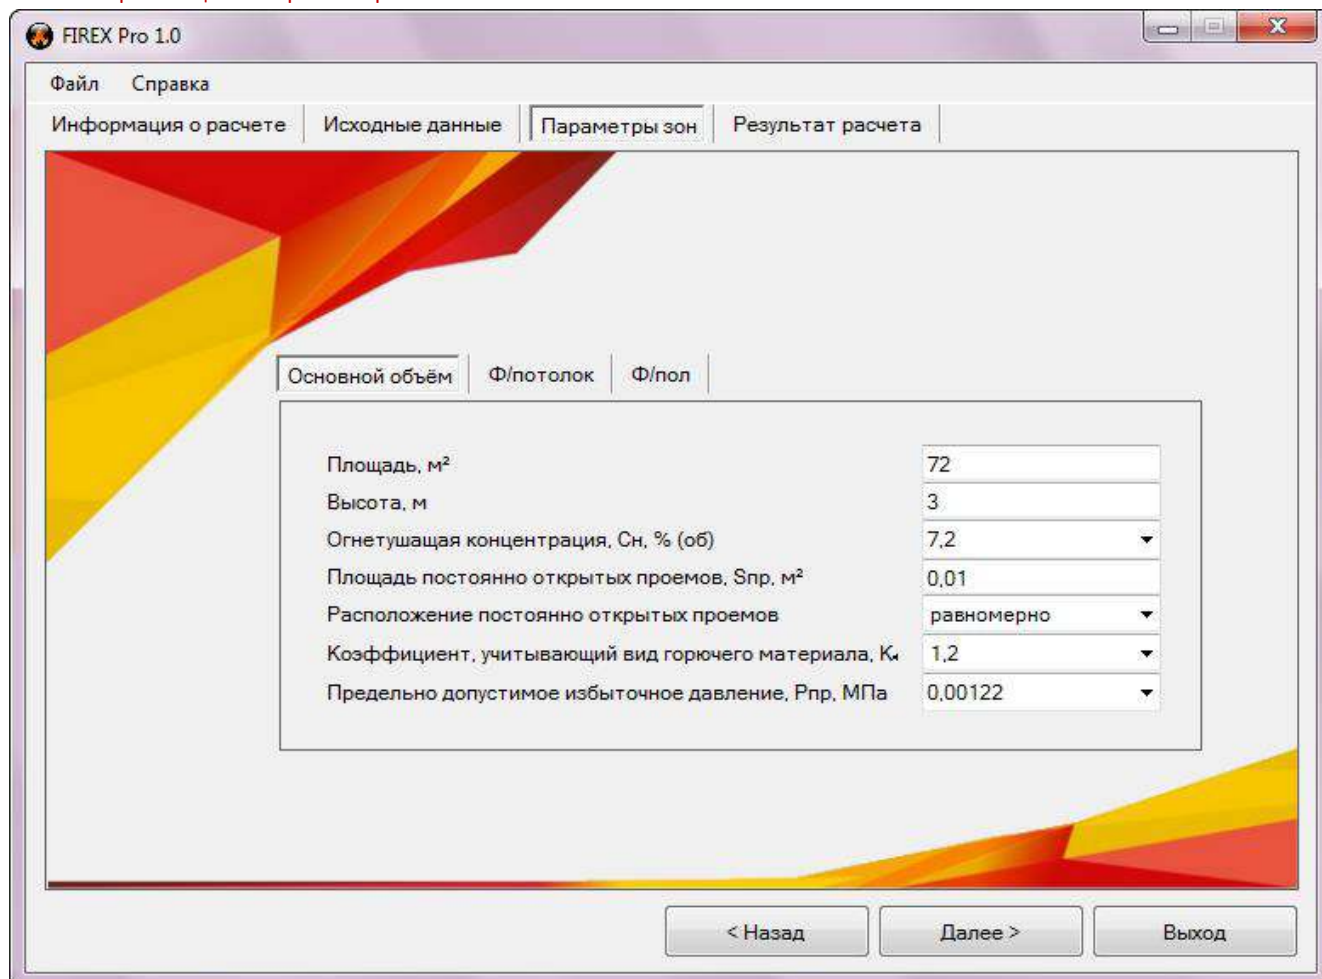 FIREX Pro 1.0
Файл Справка
Информация о расчете Исходные данные Параметры зон Результат расчета
Основной объём Ф/потолок Ф/пол
Площадь, м² 72
Высота, м 3
Огнетушащая концентрация, Сн, % (об) 7,2
Площадь постоянно открытых проемов, Sпр, м² 0,01
Расположение постоянно открытых проемов равномерно
Коэффициент, учитывающий вид горючего материала, К 1,2
Предельно допустимое избыточное давление, Рпр, МПа 0,00122
< Назад Далее > Выход